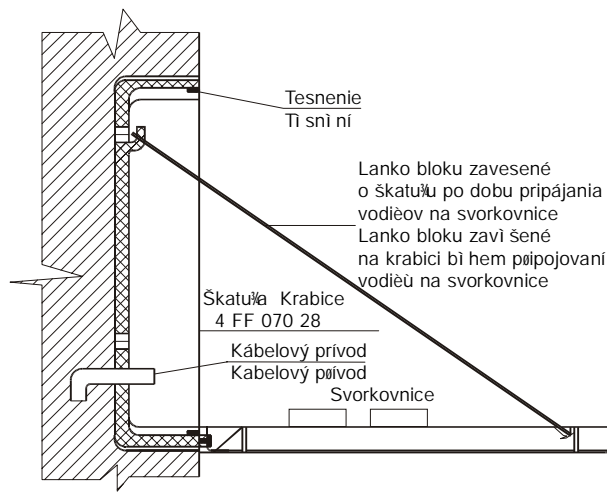 Tesnenie
Tì snì ní
Lanko bloku zavesené
o škatu¾u po dobu pripájania
vodièov na svorkovnice
Lanko bloku zavì šené
na krabici bì hem pøipojovaní
vodièù na svorkovnice
Škatu¾a Krabice
4 FF 070 28
Kábelový prívod
Kabelový pøívod
Svorkovnice